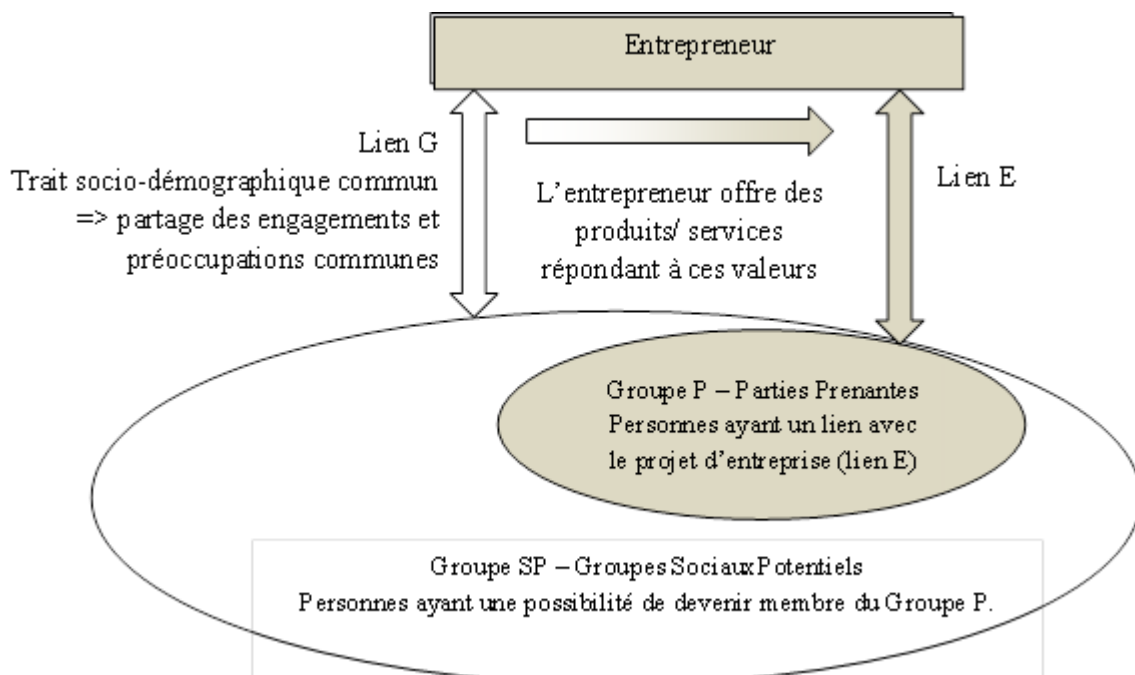 Entrepreneur
Lien G
Trait socio-démographique commun
=> partage des engagements et
préoccupations communes
L'entrepreneur offre des
produits/ services
répondant à ces valeurs
Lien E
Groupe P – Parties Prenantes
Personnes ayant un lien avec
le projet d'entreprise (lien E)
Groupe SP – Groupes Sociaux Potentiels
Personnes ayant une possibilité de devenir membre du Groupe P.